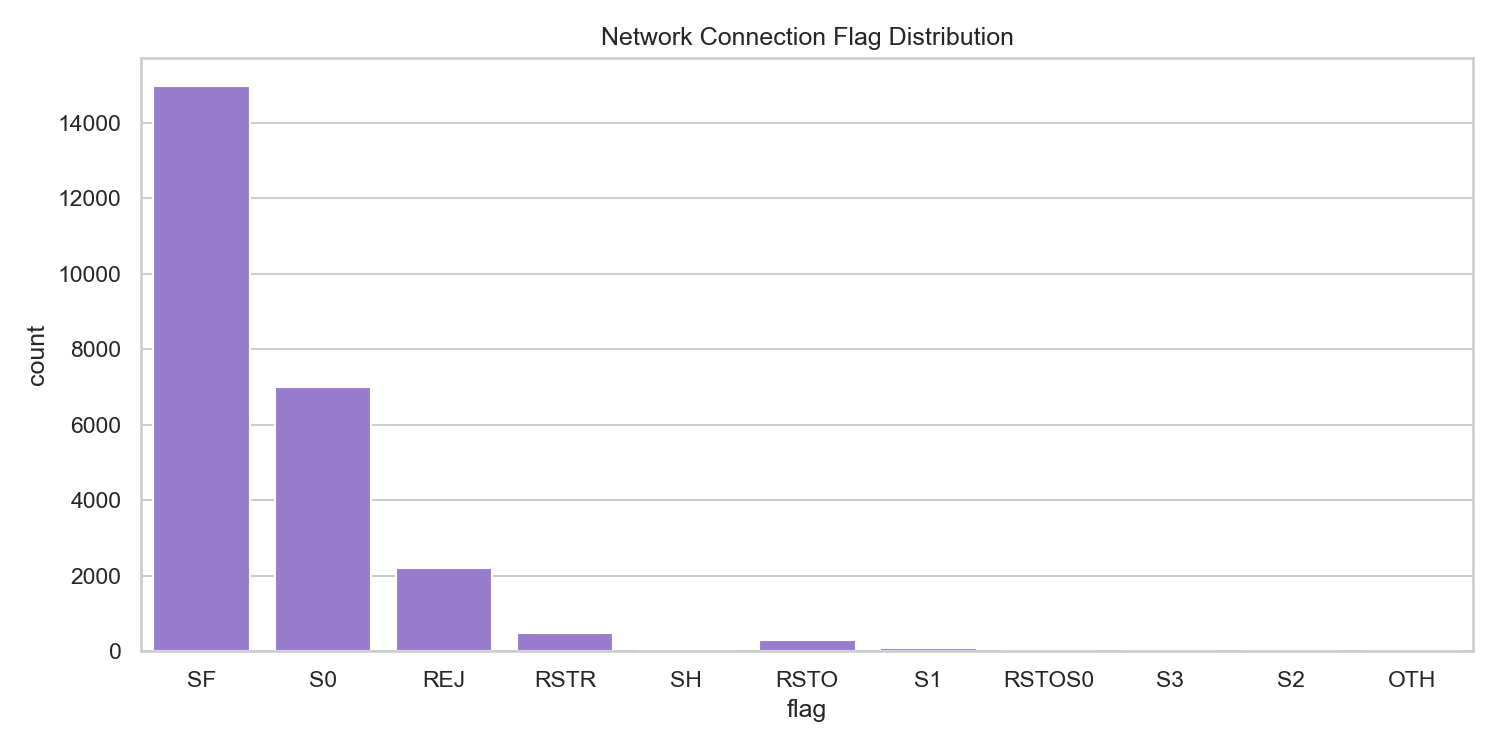 Network Connection Flag Distribution
14000
12000
10000
8000
6000
4000
2000
0
count
SF S0 REJ RSTR SH RSTO S1 RSTOS0 S3 S2 OTH
flag